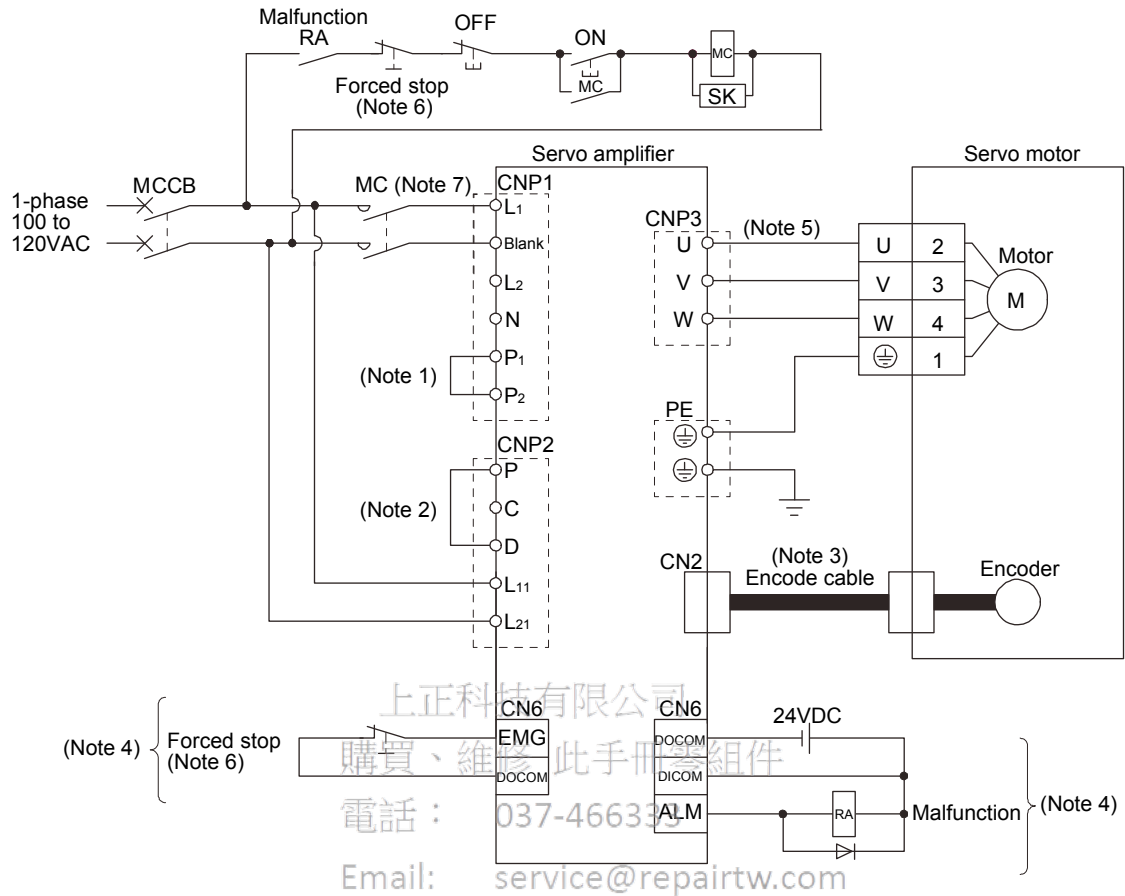 Malfunction
RA
OFF
ON
MC
Forced stop
(Note 6)
MC
SK
1-phase
100 to
120VAC
MCCB
MC (Note 7)
Servo amplifier
Servo motor
CNP1
L1
Blank
L2
N
P1
P2
(Note 1)
CNP2
P
C
D
L11
L21
(Note 2)
CNP3
U
V
W
(Note 5)
U 2
V 3
W 4
1
Motor
M
PE
CN2
(Note 3)
Encode cable
Encoder
(Note 4)
Forced stop
(Note 6)
CN6
EMG
DOCOM
CN6
DOCOM
DICOM
ALM
24VDC
RA
Malfunction
(Note 4)
上正科技有限公司
購買、維修 此手冊零組件
電話: 037-466333
Email: service@repairtw.com